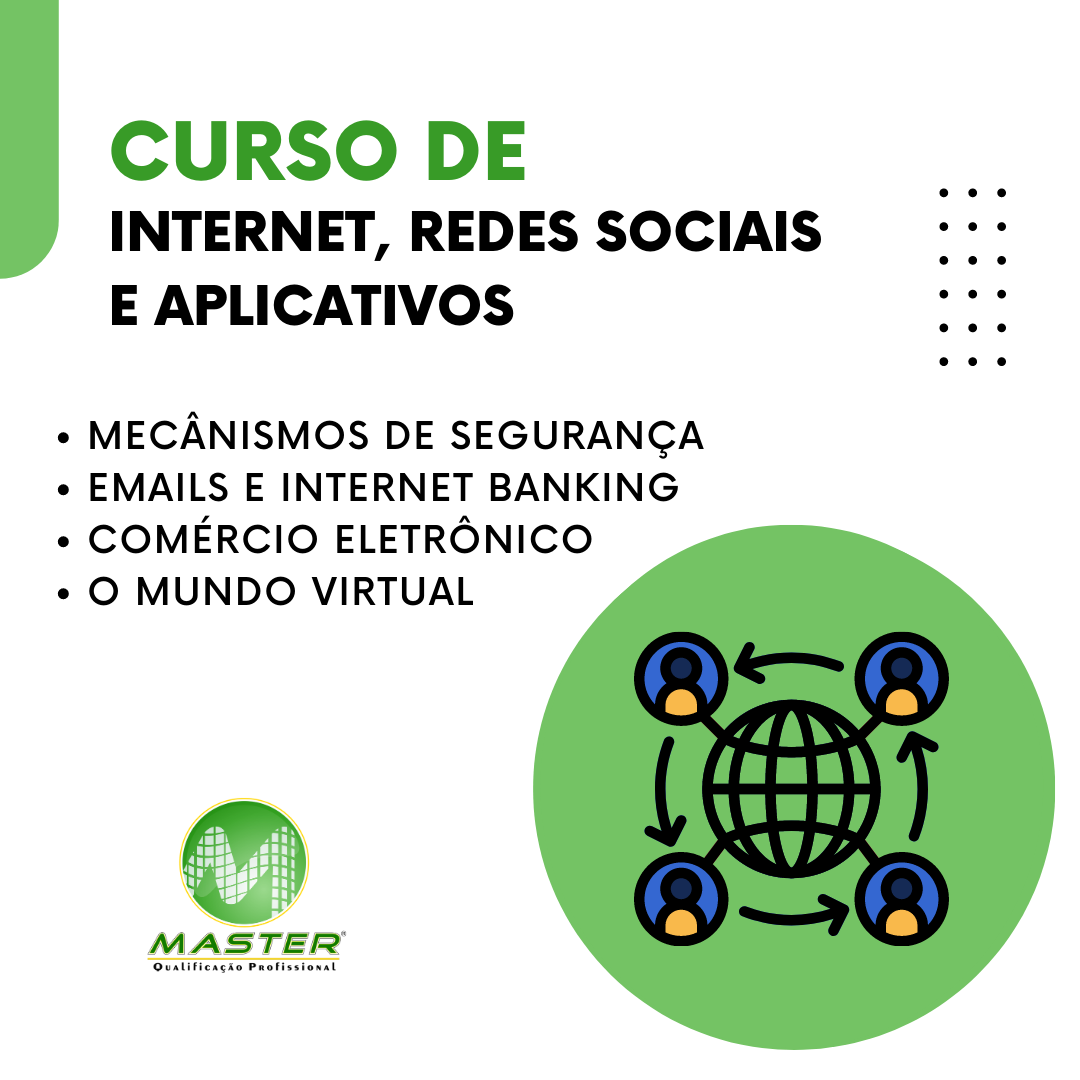 CURSO DE
INTERNET, REDES SOCIAIS
E APLICATIVOS
• MECÂNISMOS DE SEGURANÇA
• EMAILS E INTERNET BANKING
• COMÉRCIO ELETRÔNICO
• O MUNDO VIRTUAL
MASTER®
Qualificação Profissional